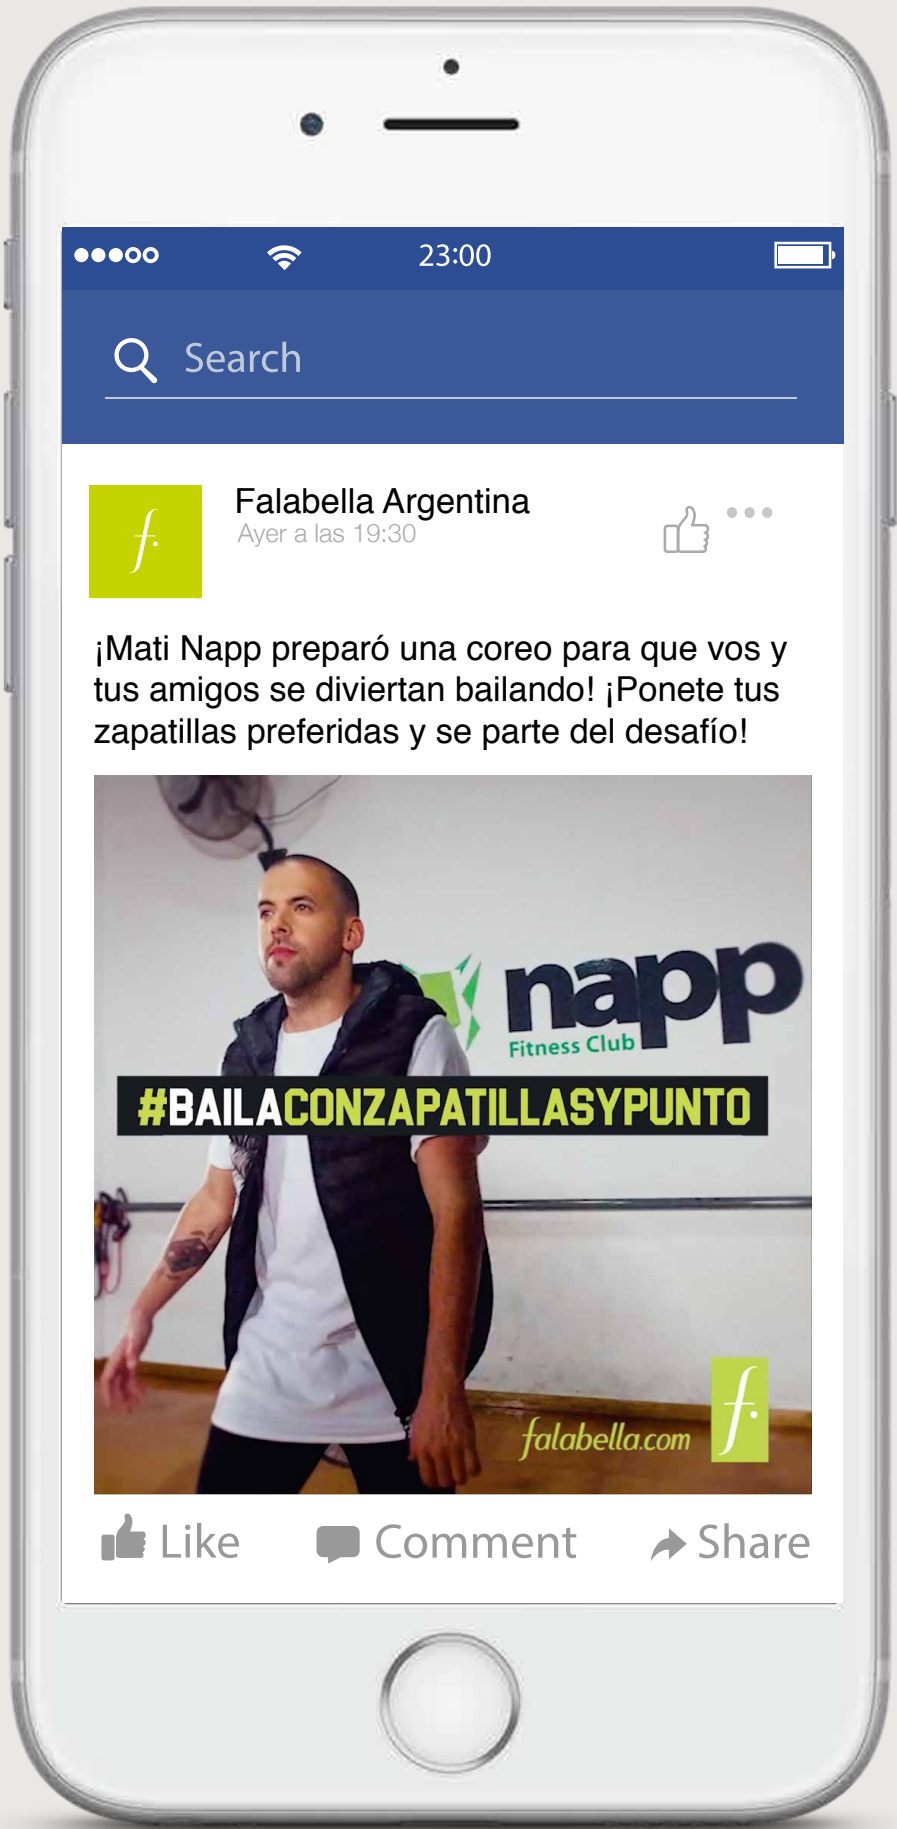 23:00
Search
f.
Falabella Argentina
Ayer a las 19:30
¡Mati Napp preparó una coreo para que vos y
tus amigos se diviertan bailando! ¡Ponete tus
zapatillas preferidas y se parte del desafío!
napp
Fitness Club
#BAILACONZAPATILLASYPUNTO
falabella.com
f.
Like
Comment
Share